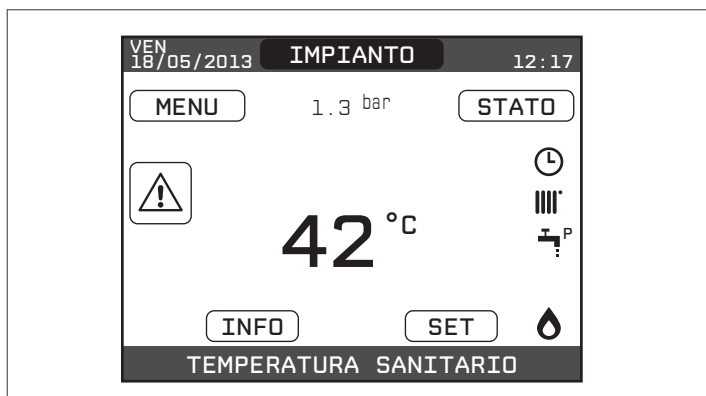 VEN
18/05/2013 IMPIANTO 12:17
MENU 1.3 bar STATO
42 °C
P
INFO SET
TEMPERATURA SANITARIO